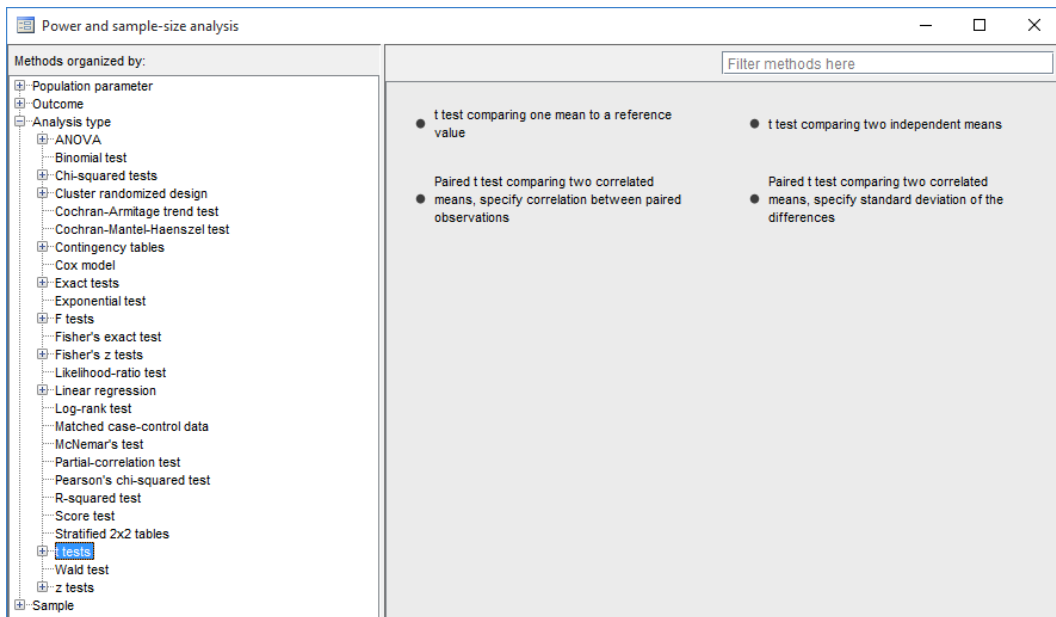 Power and sample-size analysis
Methods organized by:
Population parameter
Outcome
Analysis type
ANOVA
Binomial test
Chi-squared tests
Cluster randomized design
Cochran-Armitage trend test
Cochran-Mantel-Haenszel test
Contingency tables
Cox model
Exact tests
Exponential test
F tests
Fisher's exact test
Fisher's z tests
Likelihood-ratio test
Linear regression
Log-rank test
Matched case-control data
McNemar's test
Partial-correlation test
Pearson's chi-squared test
R-squared test
Score test
Stratified 2x2 tables
t tests
Wald test
z tests
Sample
Filter methods here
t test comparing one mean to a reference
value
t test comparing two independent means
Paired t test comparing two correlated
means, specify correlation between paired
observations
Paired t test comparing two correlated
means, specify standard deviation of the
differences